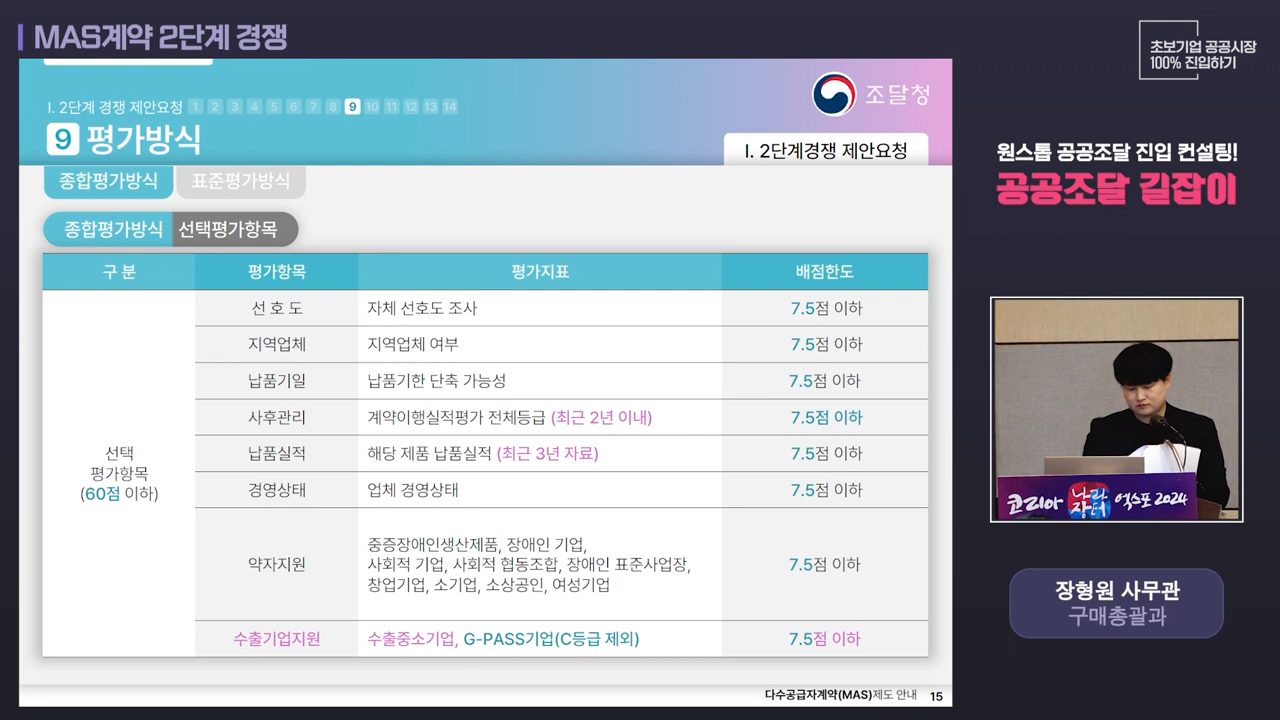 MAS계약 2단계 경쟁
초보기업 공공시장
100% 진입하기
I. 2단계 경쟁 제안요청 1 2 3 4 5 6 7 8 9 10 11 12 13 14
조달청
9 평가방식
I. 2단계경쟁 제안요청
종합평가방식 표준평가방식
종합평가방식 선택평가항목
구 분 평가항목 평가지표 배점한도
선 호 도 자체 선호도 조사 7.5점 이하
지역업체 지역업체 여부 7.5점 이하
납품기일 납품기한 단축 가능성 7.5점 이하
사후관리 계약이행실적평가 전체등급 (최근 2년 이내) 7.5점 이하
선택
평가항목
(60점 이하)
납품실적 해당 제품 납품실적 (최근 3년 자료) 7.5점 이하
경영상태 업체 경영상태 7.5점 이하
약자지원 중증장애인생산제품, 장애인 기업,
사회적 기업, 사회적 협동조합, 장애인 표준사업장,
창업기업, 소기업, 소상공인, 여성기업
7.5점 이하
수출기업지원 수출중소기업, G-PASS기업(C등급 제외) 7.5점 이하
다수공급자계약(MAS)제도 안내 15
원스톱 공공조달 진입 컨설팅!
공공조달 길잡이
코리아 나라장터 엑스포 2024
장형원 사무관
구매총괄과